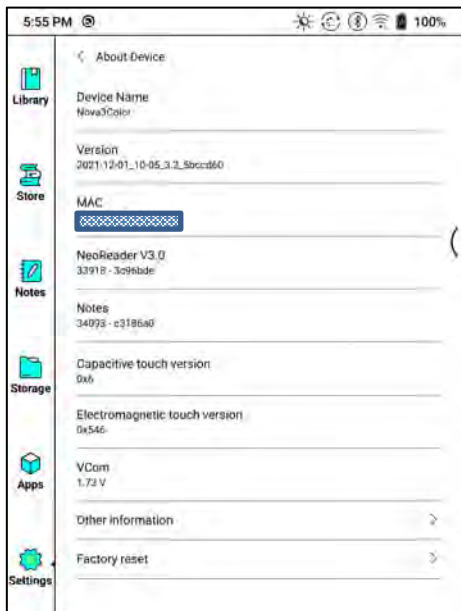 5:55 PM 100%
About Device
Library
Device Name
Nova3Color
Version
2021-12-01_10-05_3.2_5bccd60
Store
MAC
NeoReader V3.0
33918 - 3c96bde
Notes
Notes
34093 - c3186a0
Capacitive touch version
0x6
Storage
Electromagnetic touch version
0x546
VCom
1.73 V
Apps
Other information
Factory reset
Settings